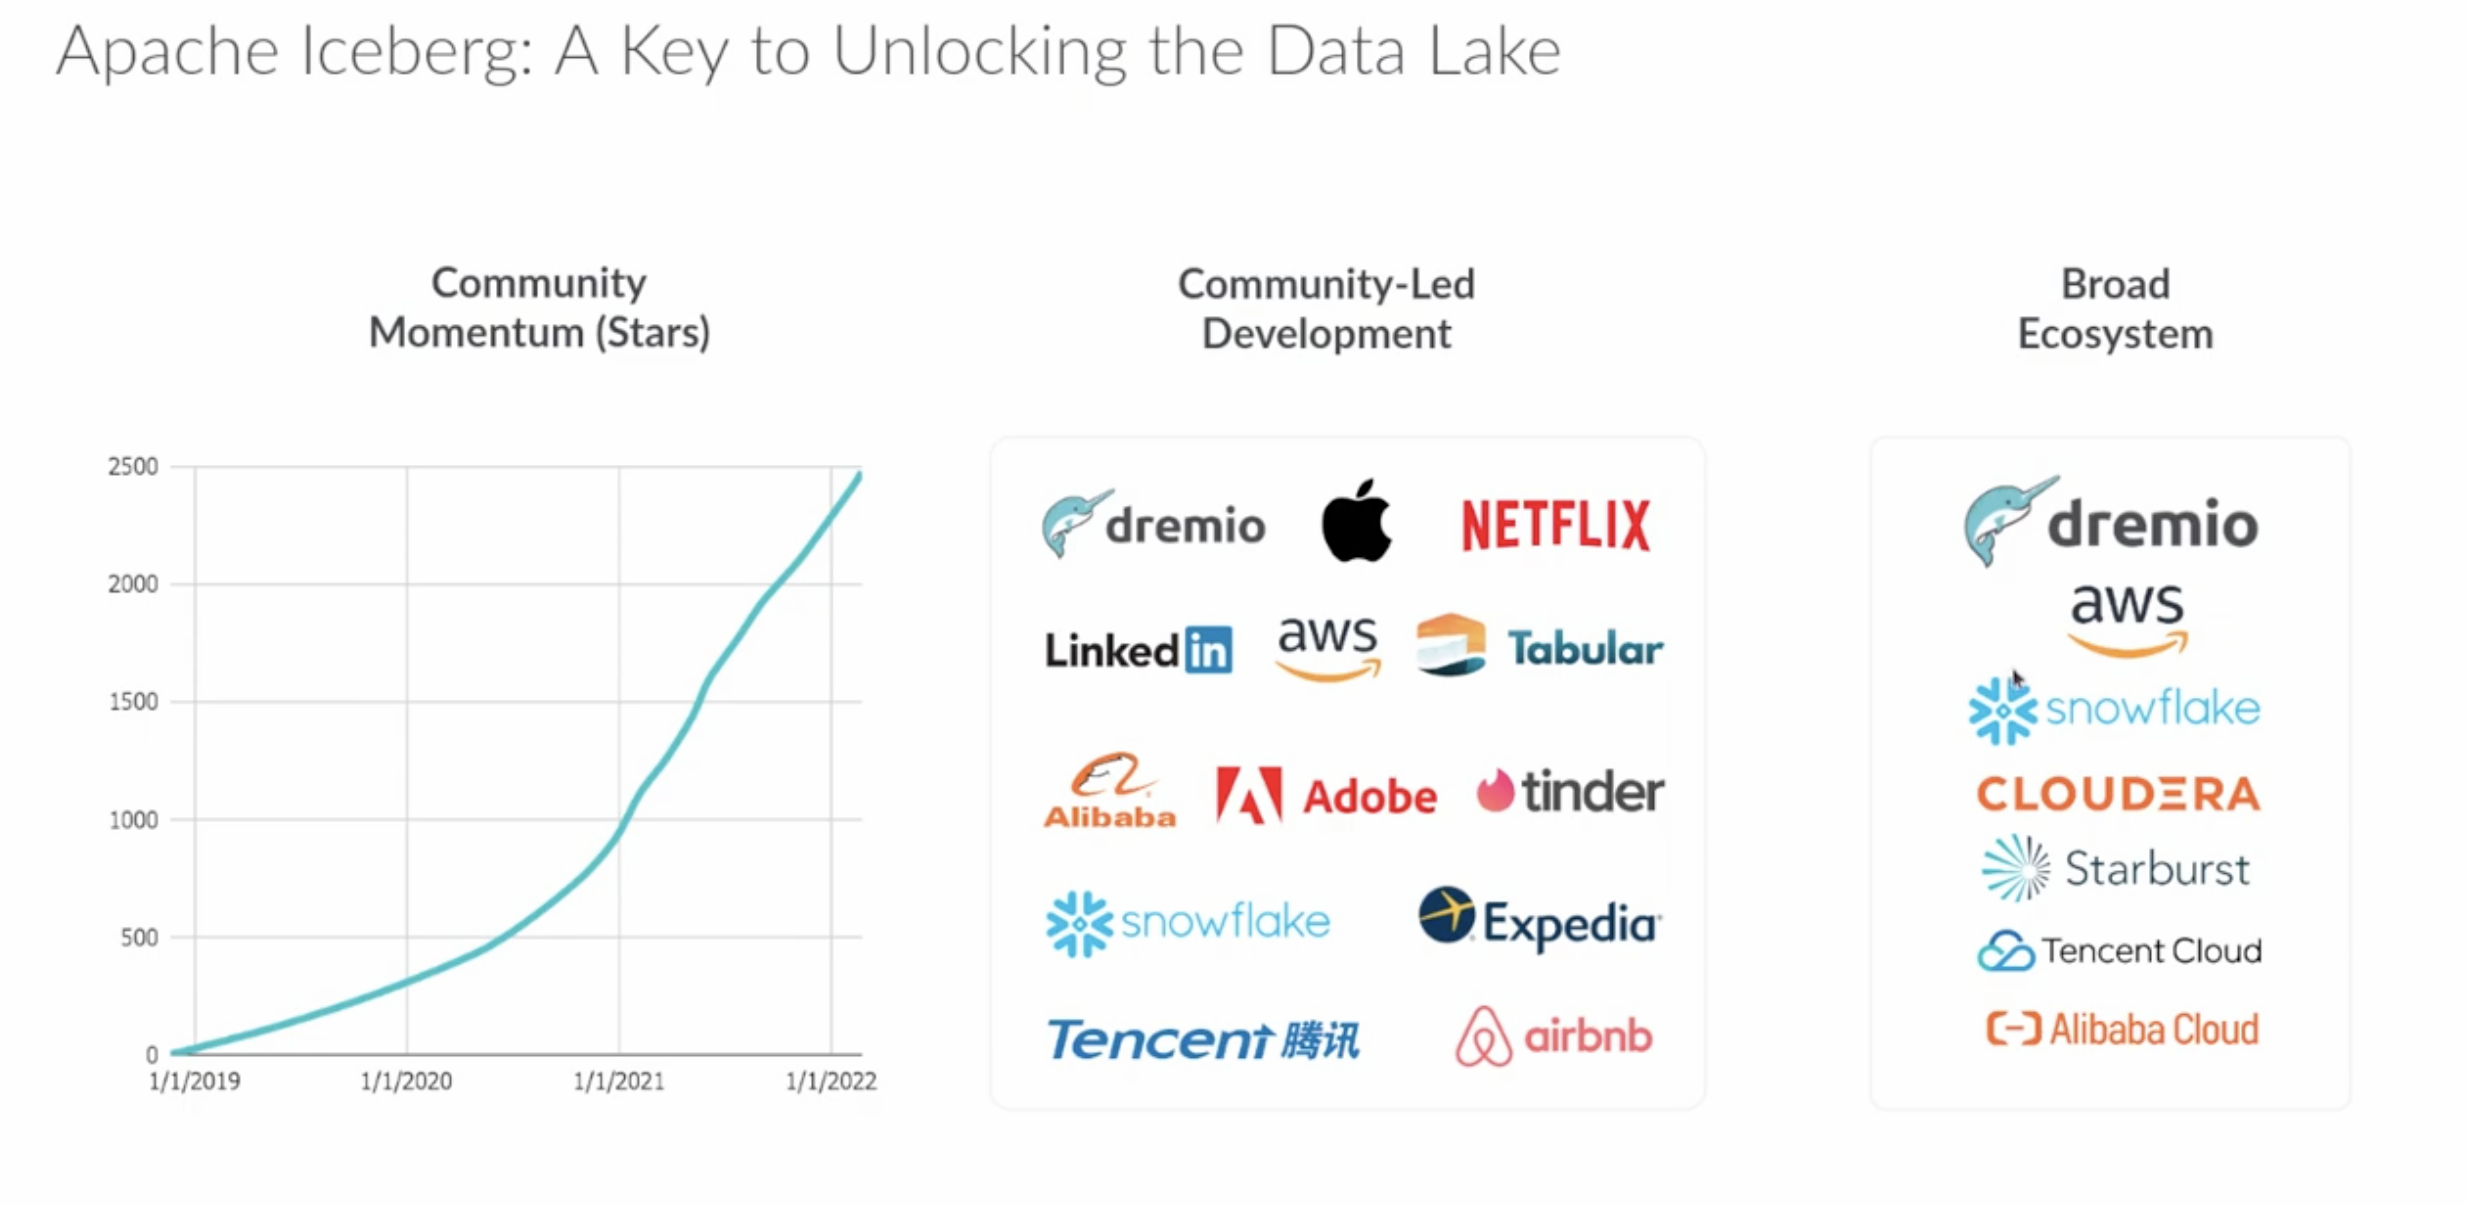 Apache Iceberg: A Key to Unlocking the Data Lake
Community
Momentum (Stars)
2500
2000
1500
1000
500
0
1/1/2019
1/1/2020
1/1/2021
1/1/2022
Community-Led
Development
dremio
NETFLIX
Linked in
aws
Tabular
Alibaba
Adobe
tinder
snowflake
Expedia
Tencent 腾讯
airbnb
Broad
Ecosystem
dremio
aws
snowflake
CLOUDERA
Starburst
Tencent Cloud
Alibaba Cloud